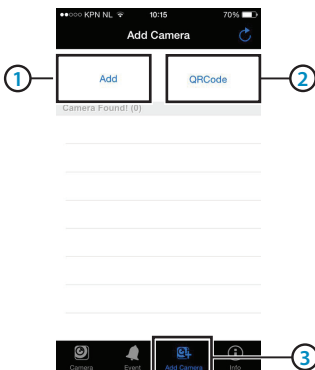 KPN NL 10:15 70%
Add Camera
1 Add QRCode 2
Camera Found! (0)
Camera Event Add Camera Info 3